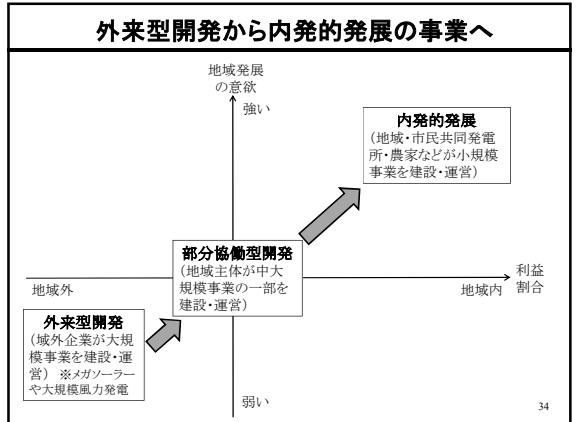 外来型開発から内発的発展の事業へ
地域発展
の意欲
強い
内発的発展
(地域・市民共同発電
所・農家などが小規模
事業を建設・運営)
部分協働型開発
(地域主体が中大
規模事業の一部を
建設・運営)
地域外
地域内
利益
割合
外来型開発
(域外企業が大規
模事業を建設・運
営) ※メガソーラー
や大規模風力発電
弱い
34